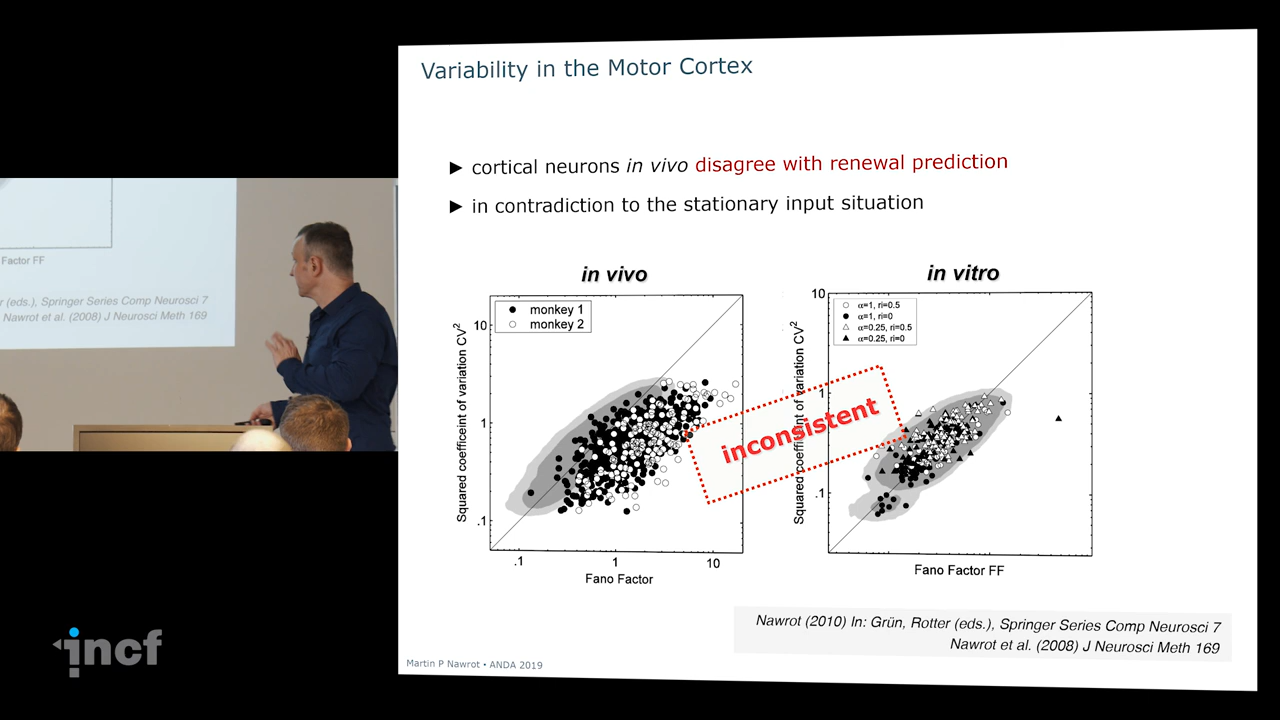 Variability in the Motor Cortex
► cortical neurons in vivo disagree with renewal prediction
► in contradiction to the stationary input situation
Factor FF
r (eds.), Springer Series Comp Neurosci 7
Nawrot et al. (2008) J Neurosci Meth 169
in vivo
monkey 1
monkey 2
10
1
.1
.1
1
10
Squared coefficeint of variation CV²
Fano Factor
in vitro
α=1, ri=0.5
α=1, ri=0
α=0.25, ri=0.5
α=0.25, ri=0
10
1
.1
Squared coefficeint of variation CV²
Fano Factor FF
inconsistent
Nawrot (2010) In: Grün, Rotter (eds.), Springer Series Comp Neurosci 7
Nawrot et al. (2008) J Neurosci Meth 169
Martin P Nawrot • ANDA 2019
incf